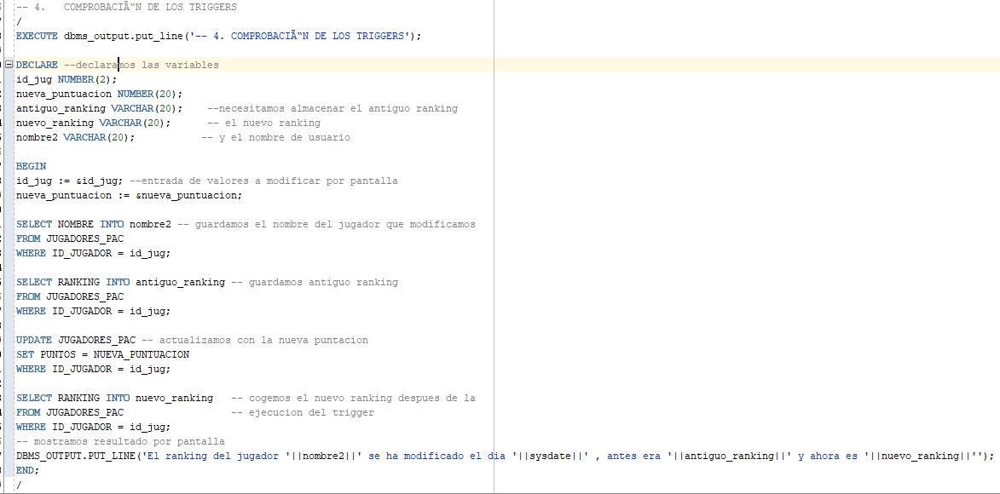 -- 4.   COMPROBACIÃ“N DE LOS TRIGGERS
/
EXECUTE dbms_output.put_line('-- 4. COMPROBACIÃ“N DE LOS TRIGGERS');
DECLARE --declaramos las variables
id_jug NUMBER(2);
nueva_puntuacion NUMBER(20);
antiguo_ranking VARCHAR(20);    --necesitamos almacenar el antiguo ranking
nuevo_ranking VARCHAR(20);      -- el nuevo ranking
nombre2 VARCHAR(20);           -- y el nombre de usuario
BEGIN
id_jug := &id_jug; --entrada de valores a modificar por pantalla
nueva_puntuacion := &nueva_puntuacion;
SELECT NOMBRE INTO nombre2 -- guardamos el nombre del jugador que modificamos
FROM JUGADORES_PAC
WHERE ID_JUGADOR = id_jug;
SELECT RANKING INTO antiguo_ranking -- guardamos antiguo ranking
FROM JUGADORES_PAC
WHERE ID_JUGADOR = id_jug;
UPDATE JUGADORES_PAC -- actualizamos con la nueva puntacion
SET PUNTOS = NUEVA_PUNTUACION
WHERE ID_JUGADOR = id_jug;
SELECT RANKING INTO nuevo_ranking   -- cogemos el nuevo ranking despues de la
FROM JUGADORES_PAC                  -- ejecucion del trigger
WHERE ID_JUGADOR = id_jug;
-- mostramos resultado por pantalla
DBMS_OUTPUT.PUT_LINE('El ranking del jugador '||nombre2||' se ha modificado el dia '||sysdate||' , antes era '||antiguo_ranking||' y ahora es '||nuevo_ranking||'');
END;
/